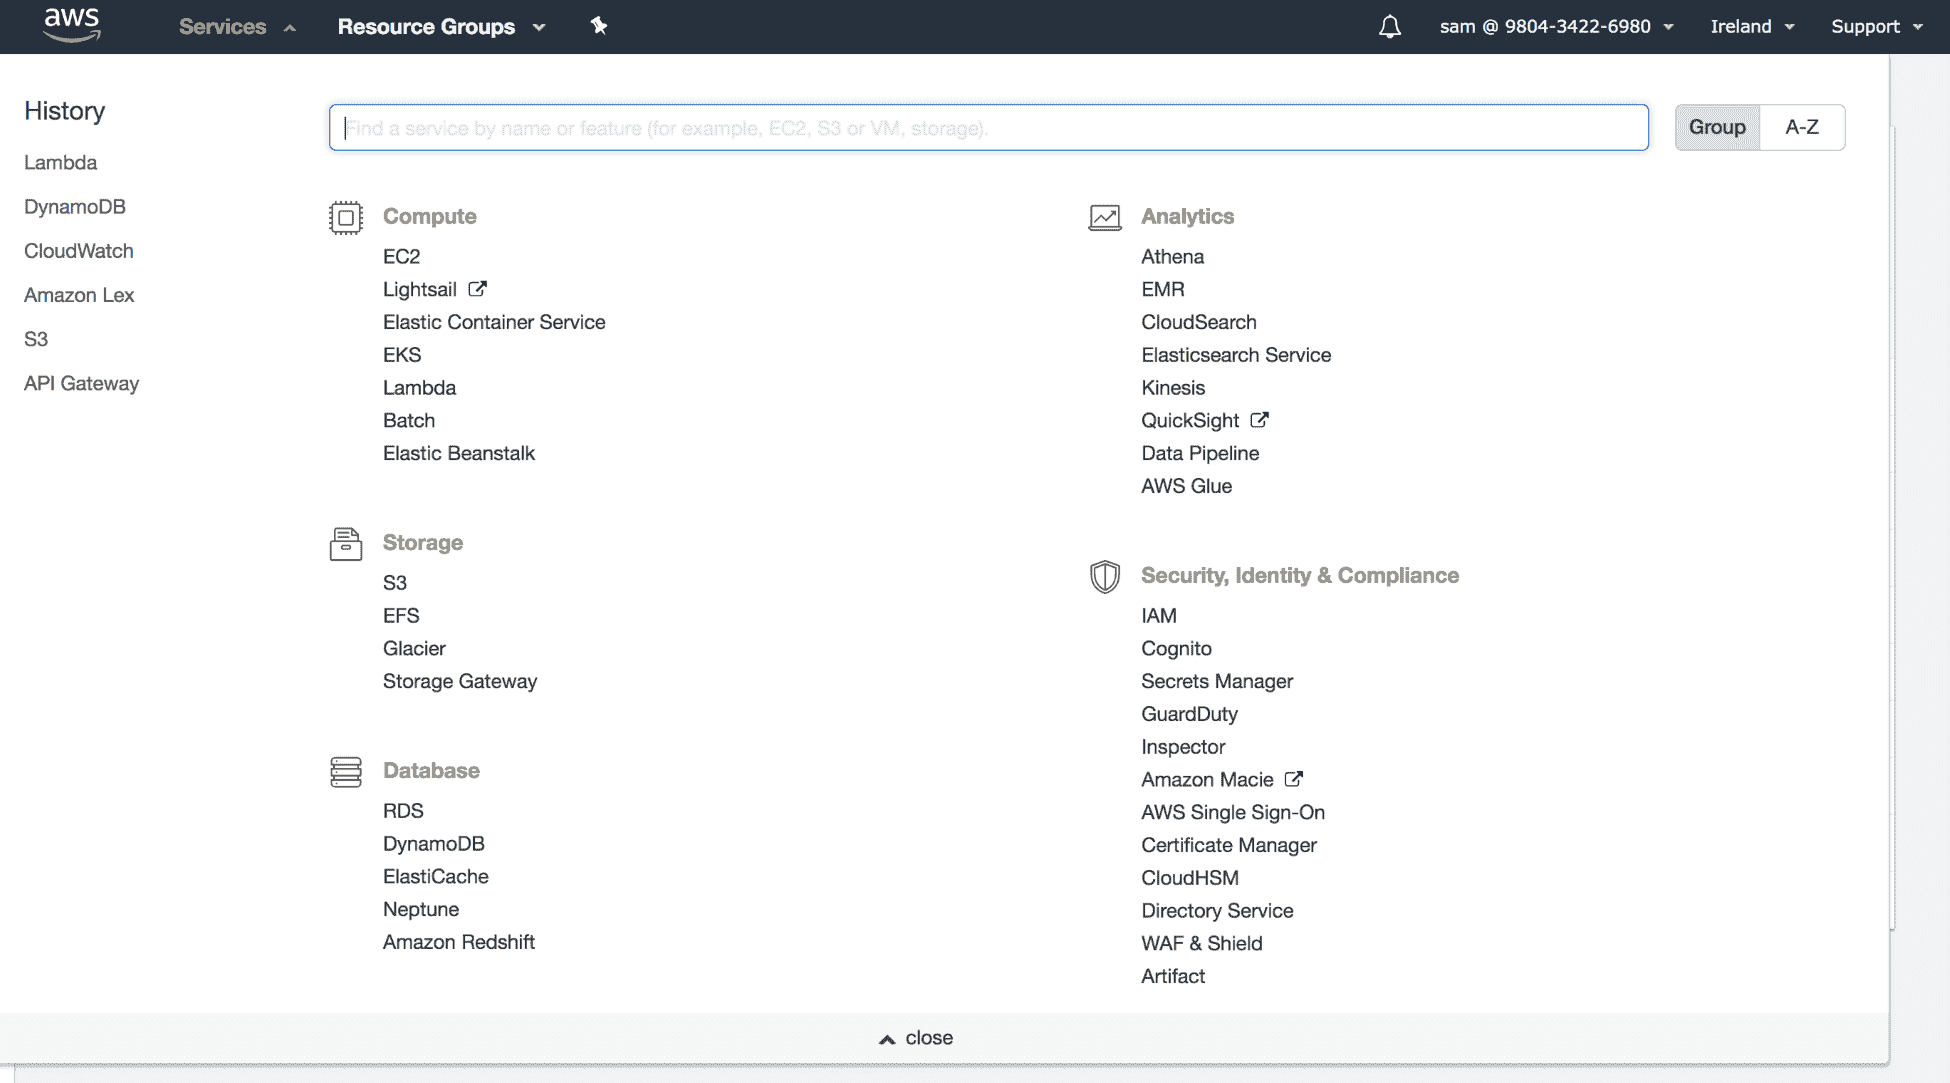 aws
Services
Resource Groups
sam @ 9804-3422-6980
Ireland
Support
History
Lambda
DynamoDB
CloudWatch
Amazon Lex
S3
API Gateway
Find a service by name or feature (for example, EC2, S3 or VM, storage).
Group
A-Z
Compute
EC2
Lightsail
Elastic Container Service
EKS
Lambda
Batch
Elastic Beanstalk
Storage
S3
EFS
Glacier
Storage Gateway
Database
RDS
DynamoDB
ElastiCache
Neptune
Amazon Redshift
Analytics
Athena
EMR
CloudSearch
Elasticsearch Service
Kinesis
QuickSight
Data Pipeline
AWS Glue
Security, Identity & Compliance
IAM
Cognito
Secrets Manager
GuardDuty
Inspector
Amazon Macie
AWS Single Sign-On
Certificate Manager
CloudHSM
Directory Service
WAF & Shield
Artifact
close